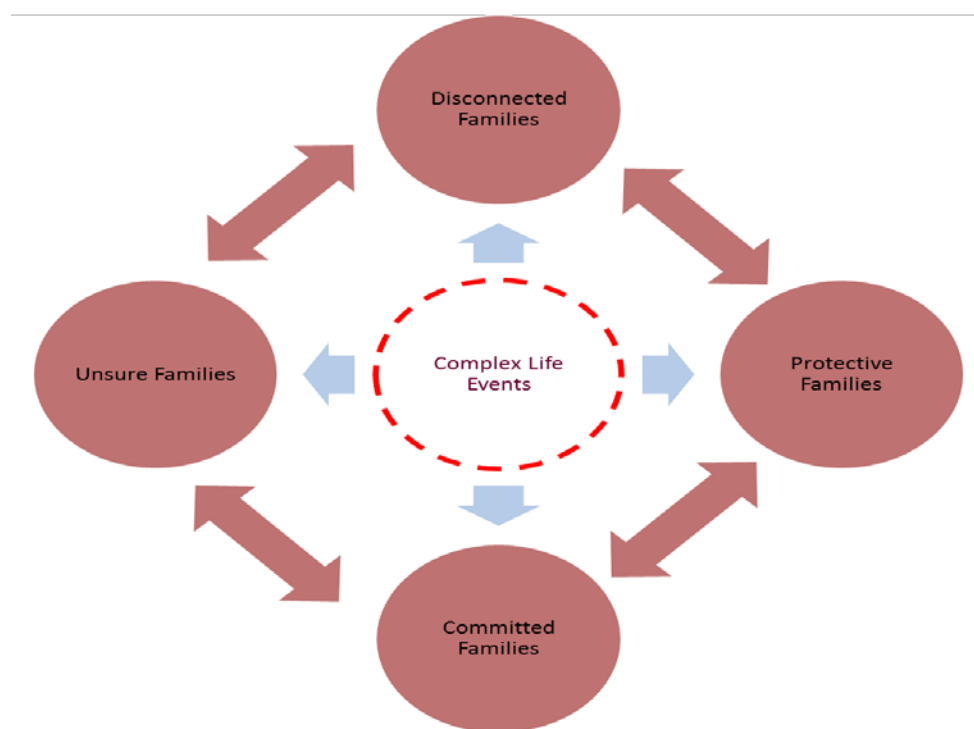 Disconnected
Families
Unsure Families
Complex Life
Events
Protective
Families
Committed
Families